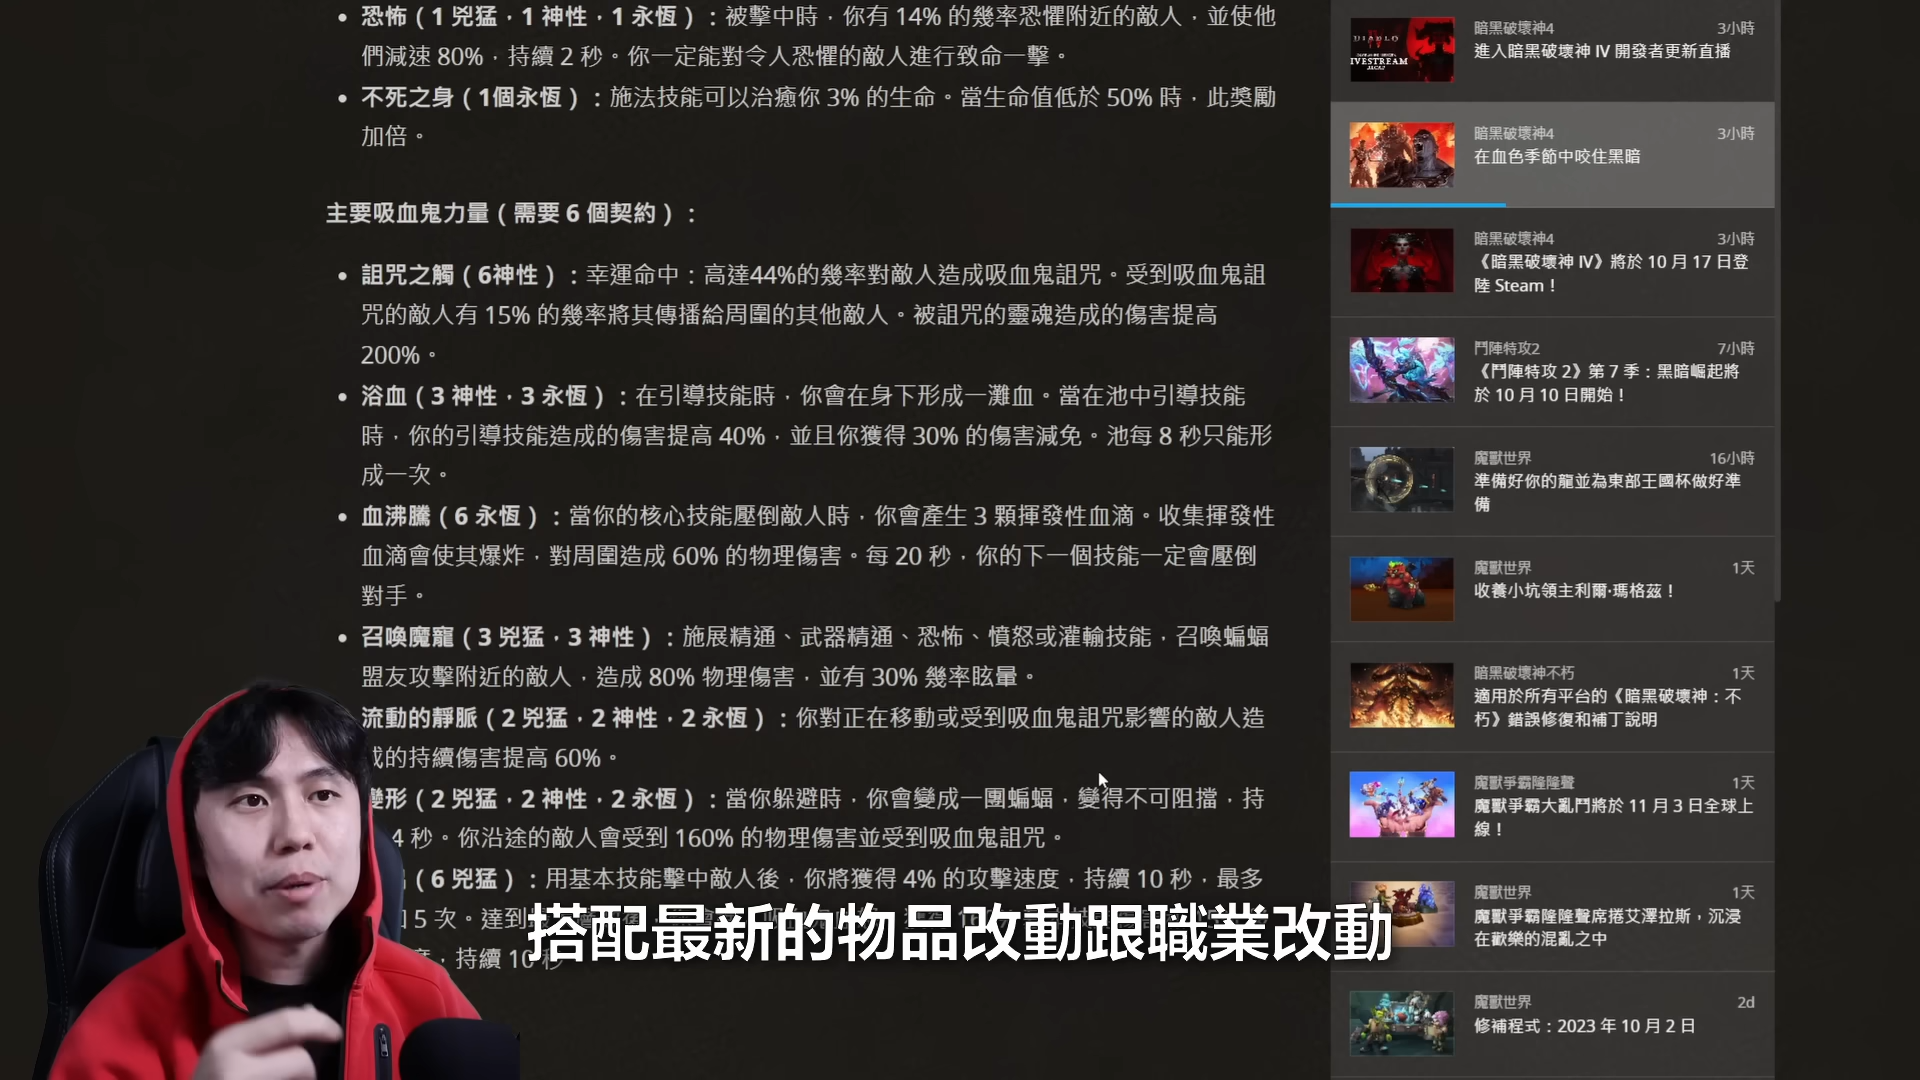 恐怖（1 兇猛，1 神性，1 永恆）：被擊中時，你有 14% 的幾率恐懼附近的敵人，並使他
們減速 80%，持續 2 秒。你一定能對令人恐懼的敵人進行致命一擊。
不死之身（1個永恆）：施法技能可以治癒你 3% 的生命。當生命值低於 50% 時，此獎勵
加倍。
主要吸血鬼力量（需要 6 個契約）：
詛咒之觸（6神性）：幸運命中：高達44%的幾率對敵人造成吸血鬼詛咒。受到吸血鬼詛
咒的敵人有 15% 的幾率將其傳播給周圍的其他敵人。被詛咒的靈魂造成的傷害提高
200%。
浴血（3 神性，3 永恆）：在引導技能時，你會在身下形成一灘血。當在池中引導技能
時，你的引導技能造成的傷害提高 40%，並且你獲得 30% 的傷害減免。池每 8 秒只能形
成一次。
血沸騰（6 永恆）：當你的核心技能壓倒敵人時，你會產生 3 顆揮發性血滴。收集揮發性
血滴會使其爆炸，對周圍造成 60% 的物理傷害。每 20 秒，你的下一個技能一定會壓倒
對手。
召喚魔寵（3 兇猛，3 神性）：施展精通、武器精通、恐怖、憤怒或灌輸技能，召喚蝙蝠
盟友攻擊附近的敵人，造成 80% 物理傷害，並有 30% 幾率眩暈。
流動的靜脈（2 兇猛，2 神性，2 永恆）：你對正在移動或受到吸血鬼詛咒影響的敵人造
成的持續傷害提高 60%。
變形（2 兇猛，2 神性，2 永恆）：當你躲避時，你會變成一團蝙蝠，變得不可阻擋，持
4 秒。你沿途的敵人會受到 160% 的物理傷害並受到吸血鬼詛咒。
（6 兇猛）：用基本技能擊中敵人後，你將獲得 4% 的攻擊速度，持續 10 秒，最多
5 次。達到
，持續 10 秒
搭配最新的物品改動跟職業改動
暗黑破壞神4 3小時
進入暗黑破壞神 IV 開發者更新直播
暗黑破壞神4 3小時
在血色季節中咬住黑暗
暗黑破壞神4 3小時
《暗黑破壞神 IV》將於 10 月 17 日登
陸 Steam！
鬥陣特攻2 7小時
《鬥陣特攻 2》第 7 季：黑暗崛起將
於 10 月 10 日開始！
魔獸世界 16小時
準備好你的龍並為東部王國杯做好準
備
魔獸世界 1天
收養小坑領主利爾·瑪格茲！
暗黑破壞神不朽 1天
適用於所有平台的《暗黑破壞神：不
朽》錯誤修復和補丁說明
魔獸爭霸隆隆聲 1天
魔獸爭霸大亂鬥將於 11 月 3 日全球上
線！
魔獸世界 1天
魔獸爭霸隆隆聲席捲艾澤拉斯，沉浸
在歡樂的混亂之中
魔獸世界 2d
修補程式：2023 年 10 月 2 日